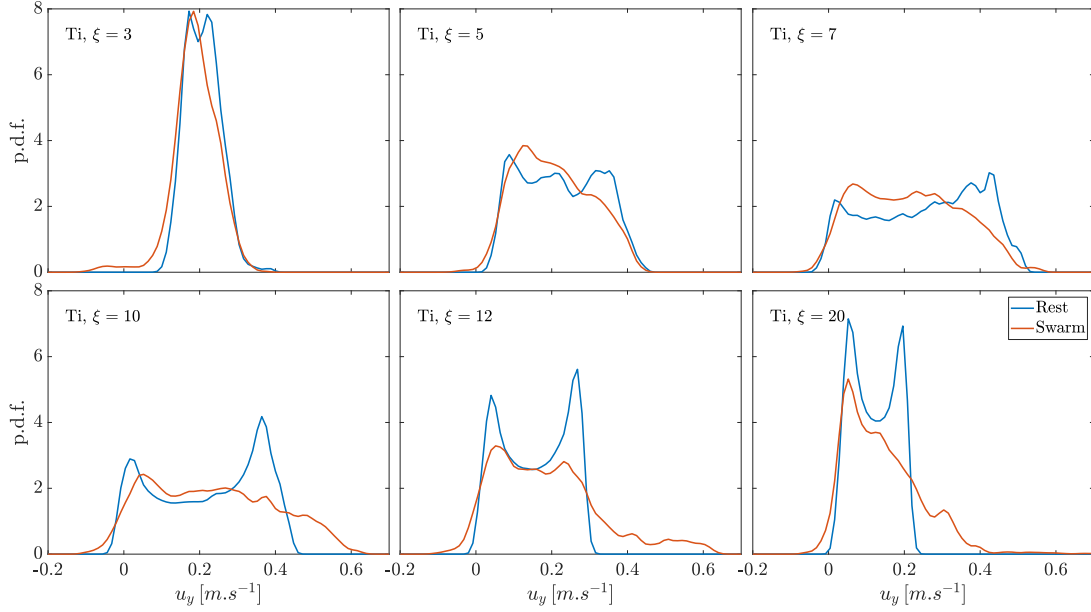 8
6
4
2
0
p.d.f.
Ti, ξ = 3
Ti, ξ = 5
Ti, ξ = 7
8
6
4
2
0
p.d.f.
Ti, ξ = 10
Ti, ξ = 12
Ti, ξ = 20
Rest
Swarm
-0.2 0 0.2 0.4 0.6
-0.2 0 0.2 0.4 0.6
-0.2 0 0.2 0.4 0.6
u_y [m.s⁻¹]
u_y [m.s⁻¹]
u_y [m.s⁻¹]